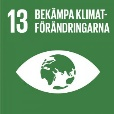 13 BEKÄMPA KLIMAT-
FÖRÄNDRINGARNA